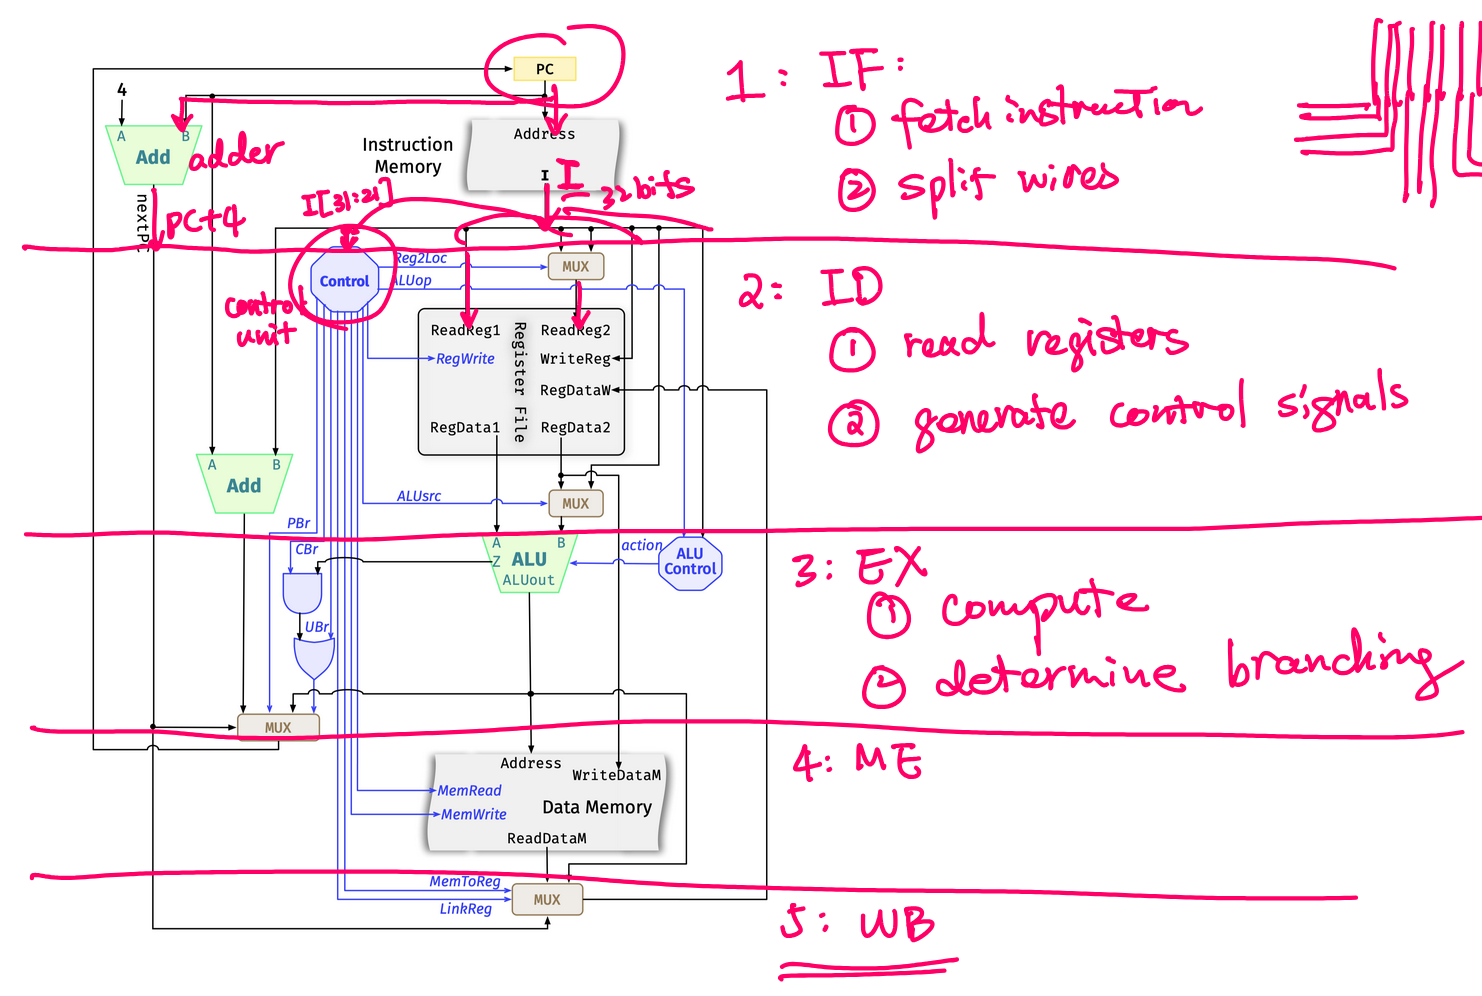 PC
4
A
B
Add
adder
Instruction
Memory
Address
I
I
32 bits
I[31:21]
nextPC
PC+4
1: IF:
① fetch instruction
② split wires
Control
control
unit
Reg2Loc
ALUop
MUX
ReadReg1
ReadReg2
RegWrite
WriteReg
RegDataW
Register File
RegData1
RegData2
2: ID
① read registers
② generate control signals
A
B
Add
ALUsrc
MUX
PBr
CBr
UBr
A
B
Z
ALU
ALUout
action
ALU
Control
3: EX
① compute
② determine branching
MUX
4: ME
Address
WriteDataM
MemRead
Data Memory
MemWrite
ReadDataM
MemToReg
LinkReg
MUX
5: WB